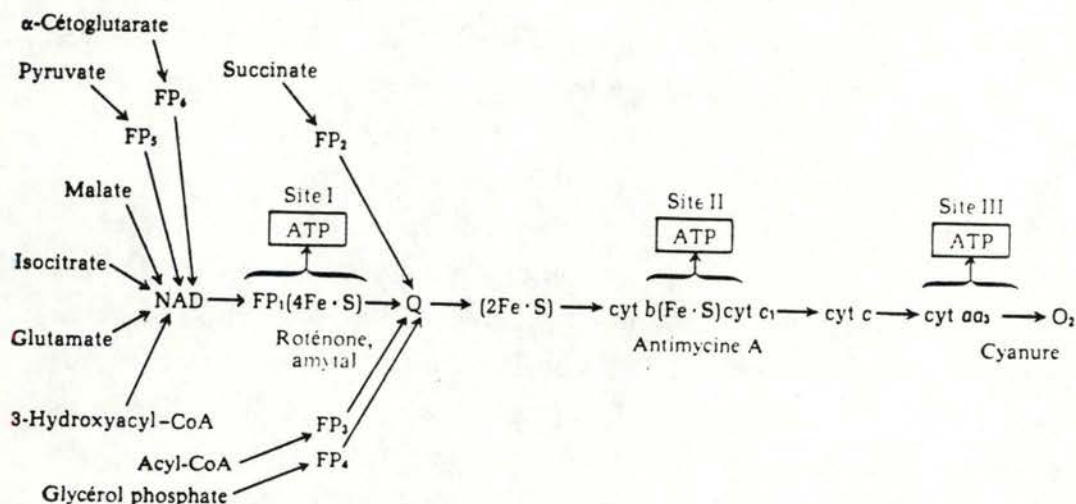 α-Cétoglutarate
Pyruvate
Succinate
FP₆
FP₅
FP₂
Malate
Site I
ATP
Site II
ATP
Site III
ATP
Isocitrate
NAD → FP₁(4Fe · S) → Q → (2Fe · S) → cyt b(Fe · S)cyt c₁ → cyt c → cyt aa₃ → O₂
Glutamate
Roténone,
amytal
Antimycine A
Cyanure
3-Hydroxyacyl-CoA
FP₃
Acyl-CoA
FP₄
Glycérol phosphate